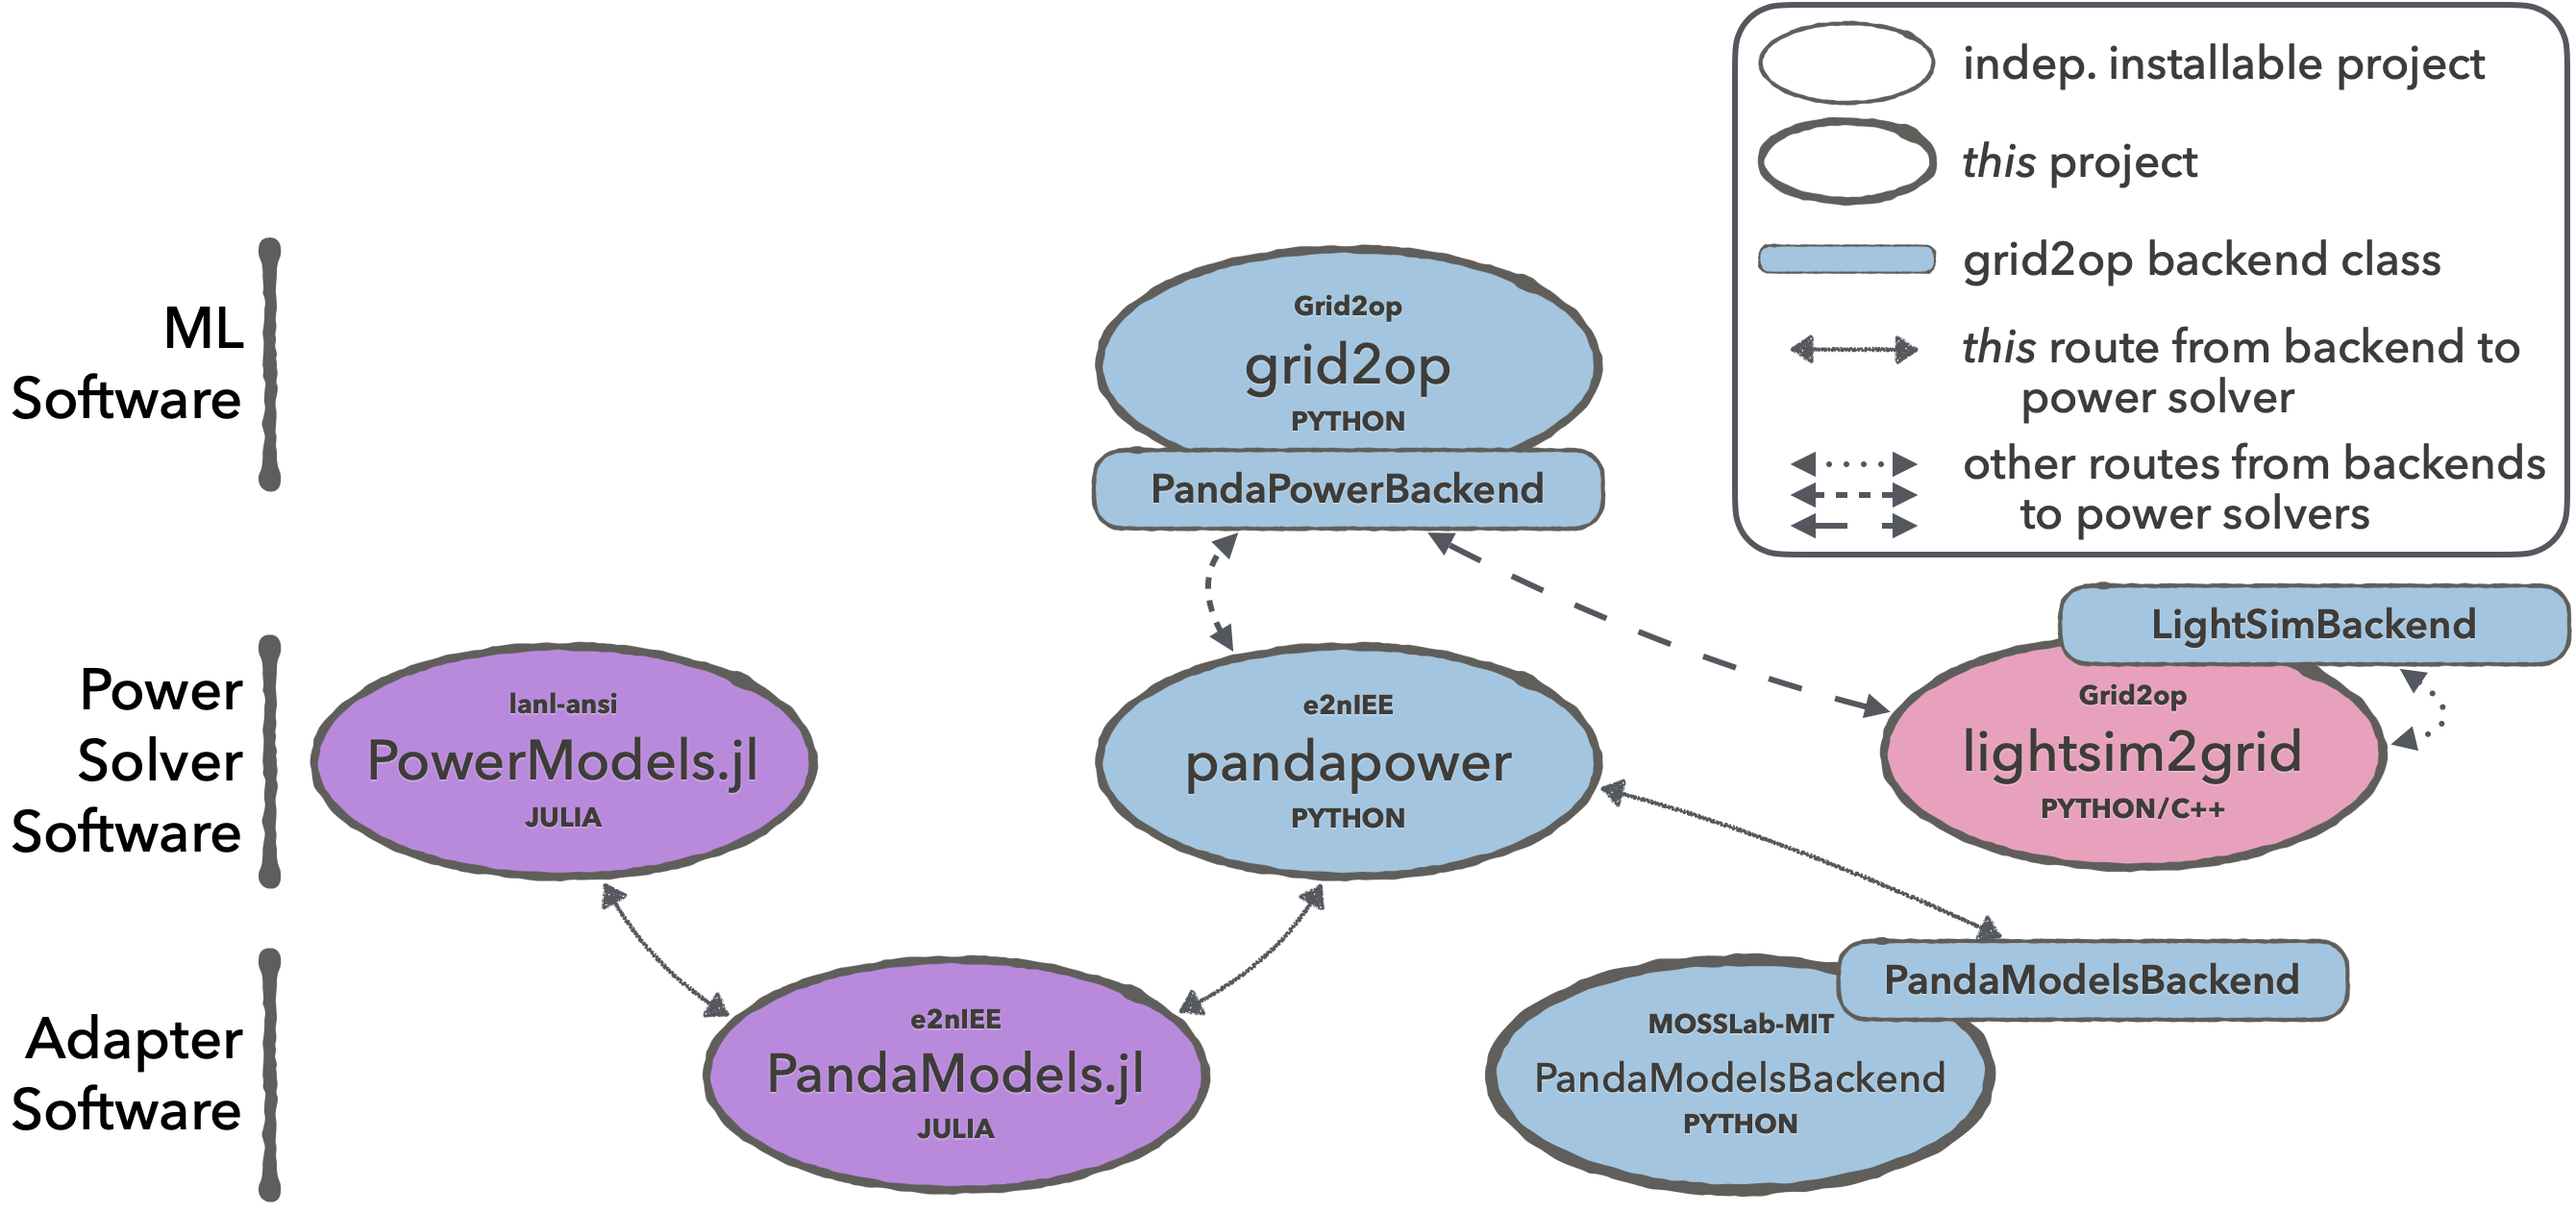 indep. installable project
this project
grid2op backend class
this route from backend to
power solver
other routes from backends
to power solvers
ML
Software
Grid2op
grid2op
PYTHON
PandaPowerBackend
Power
Solver
Software
lanl-ansi
PowerModels.jl
JULIA
e2nIEE
pandapower
PYTHON
LightSimBackend
Grid2op
lightsim2grid
PYTHON/C++
Adapter
Software
e2nIEE
PandaModels.jl
JULIA
PandaModelsBackend
MOSSLab-MIT
PandaModelsBackend
PYTHON